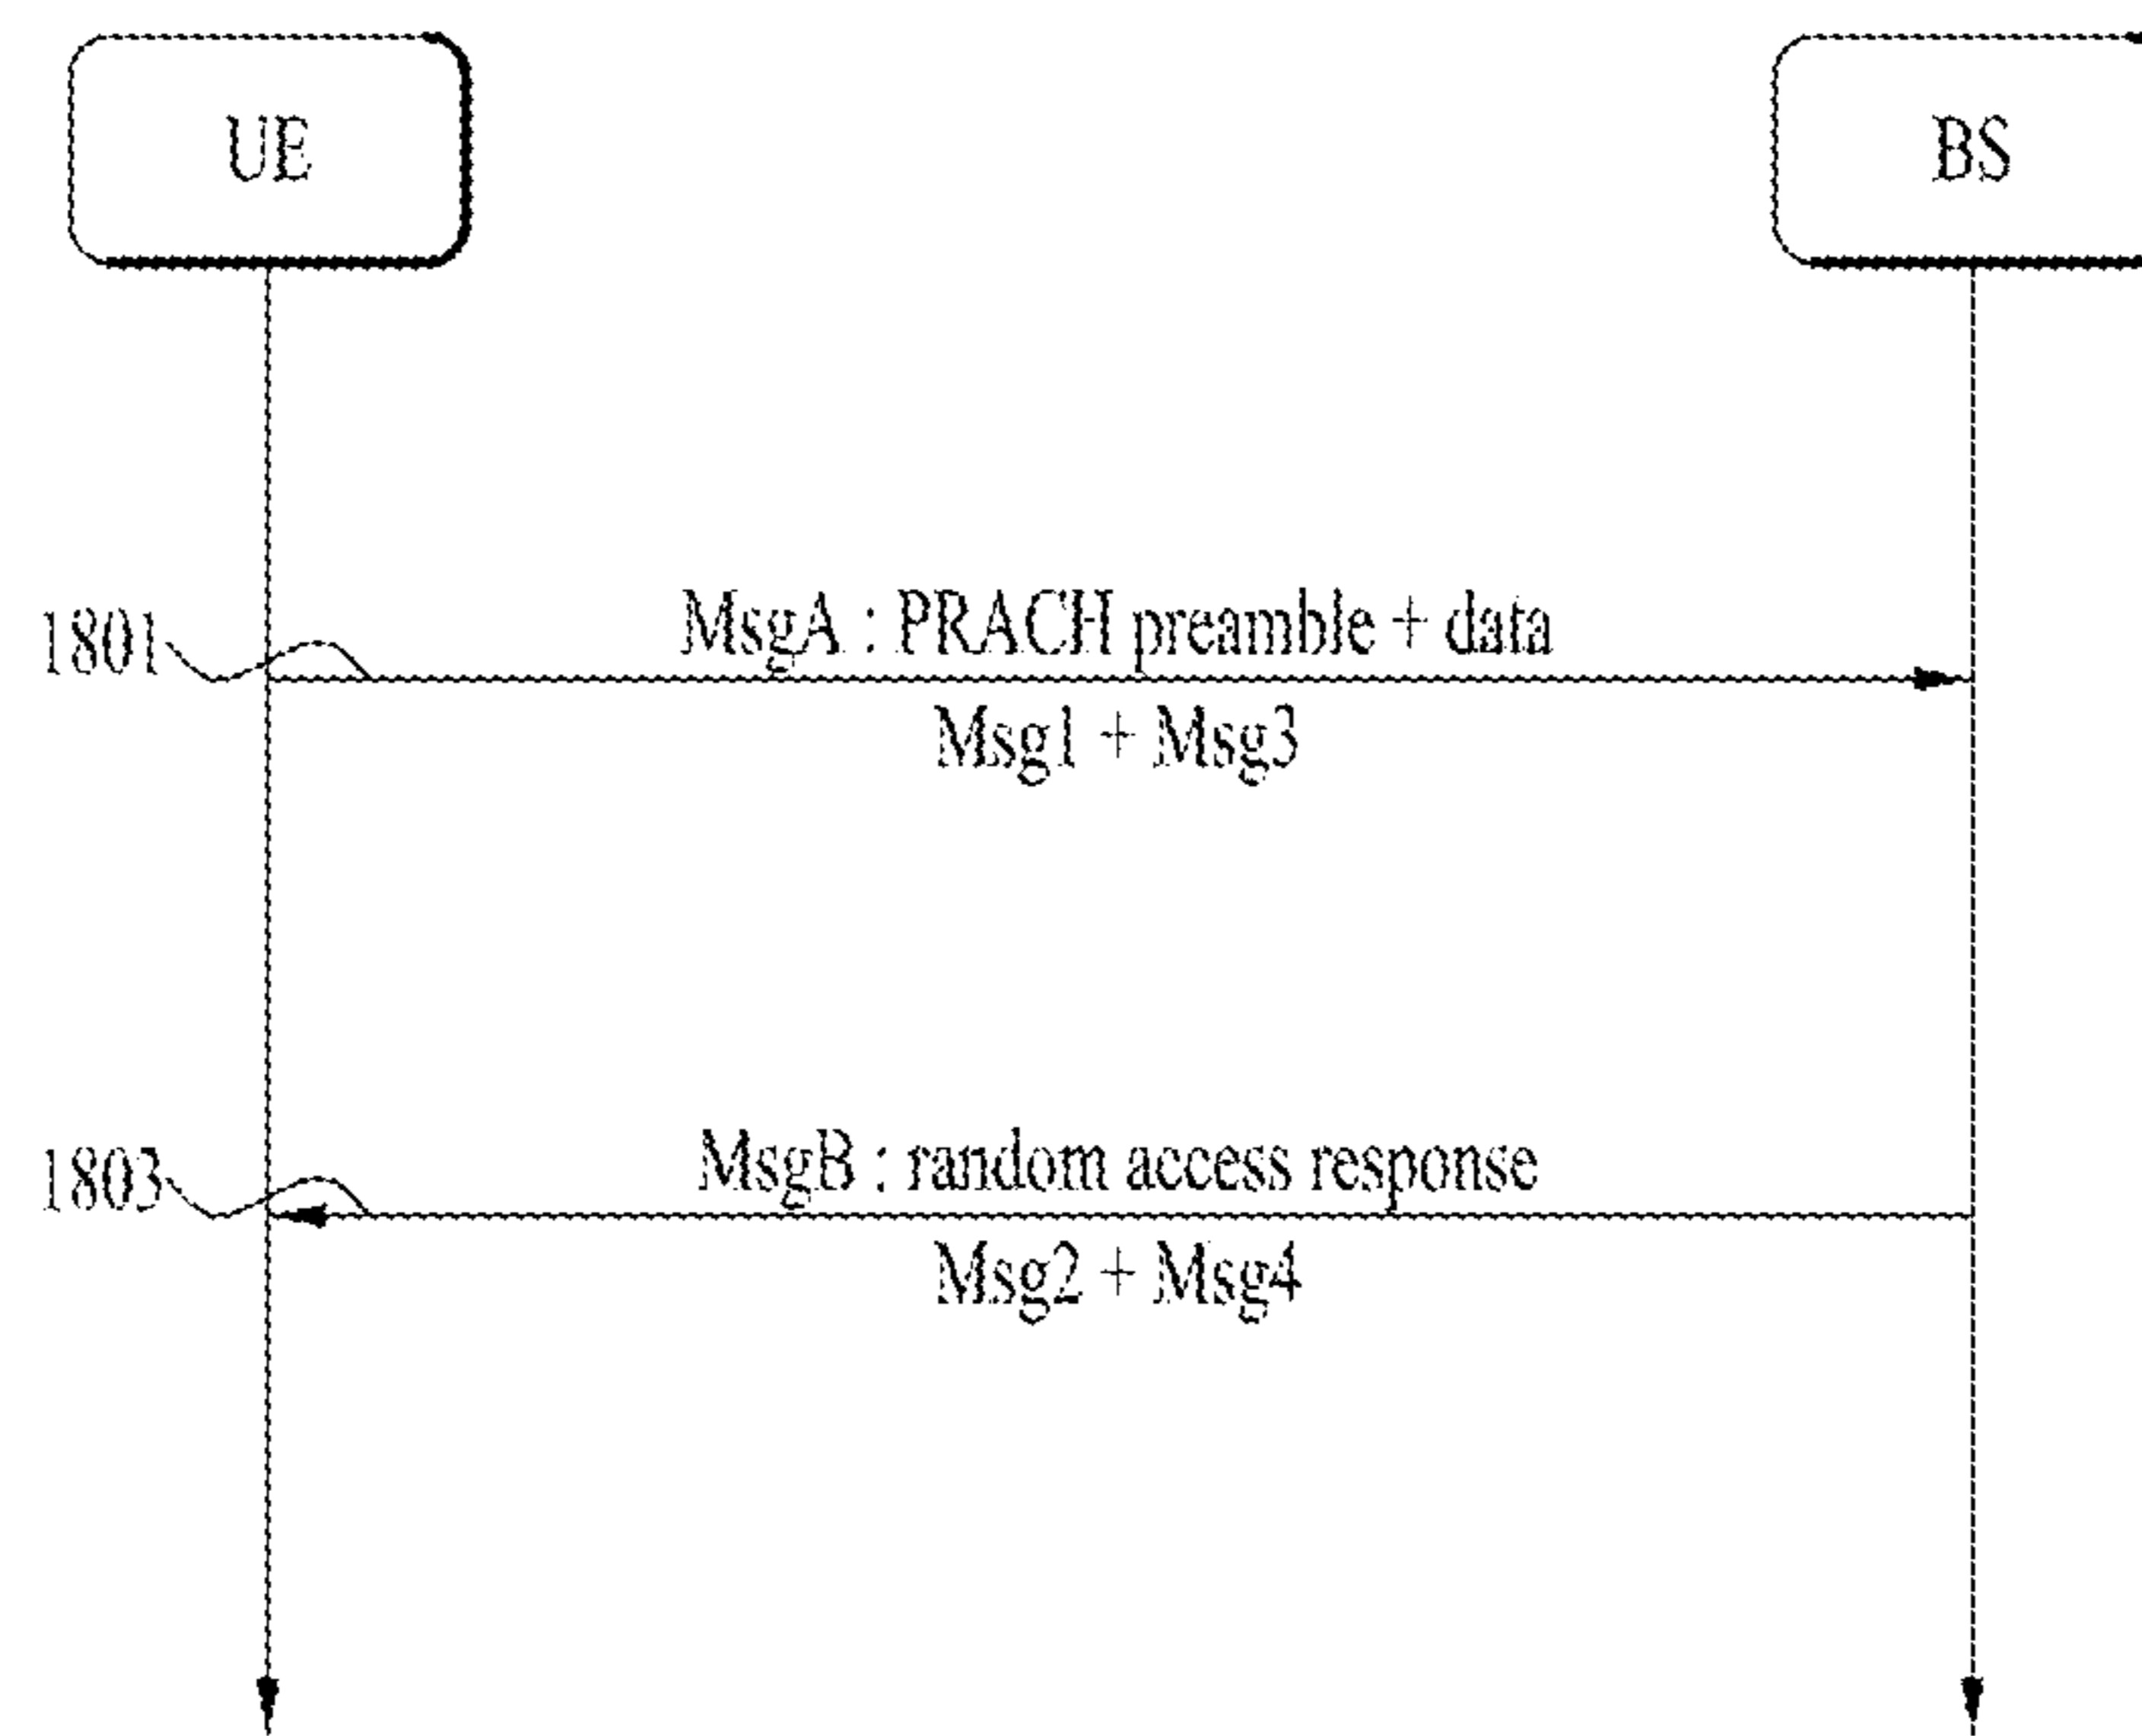 UE
BS
1801
MsgA : PRACH preamble + data
Msg1 + Msg3
1803
MsgB : random access response
Msg2 + Msg4